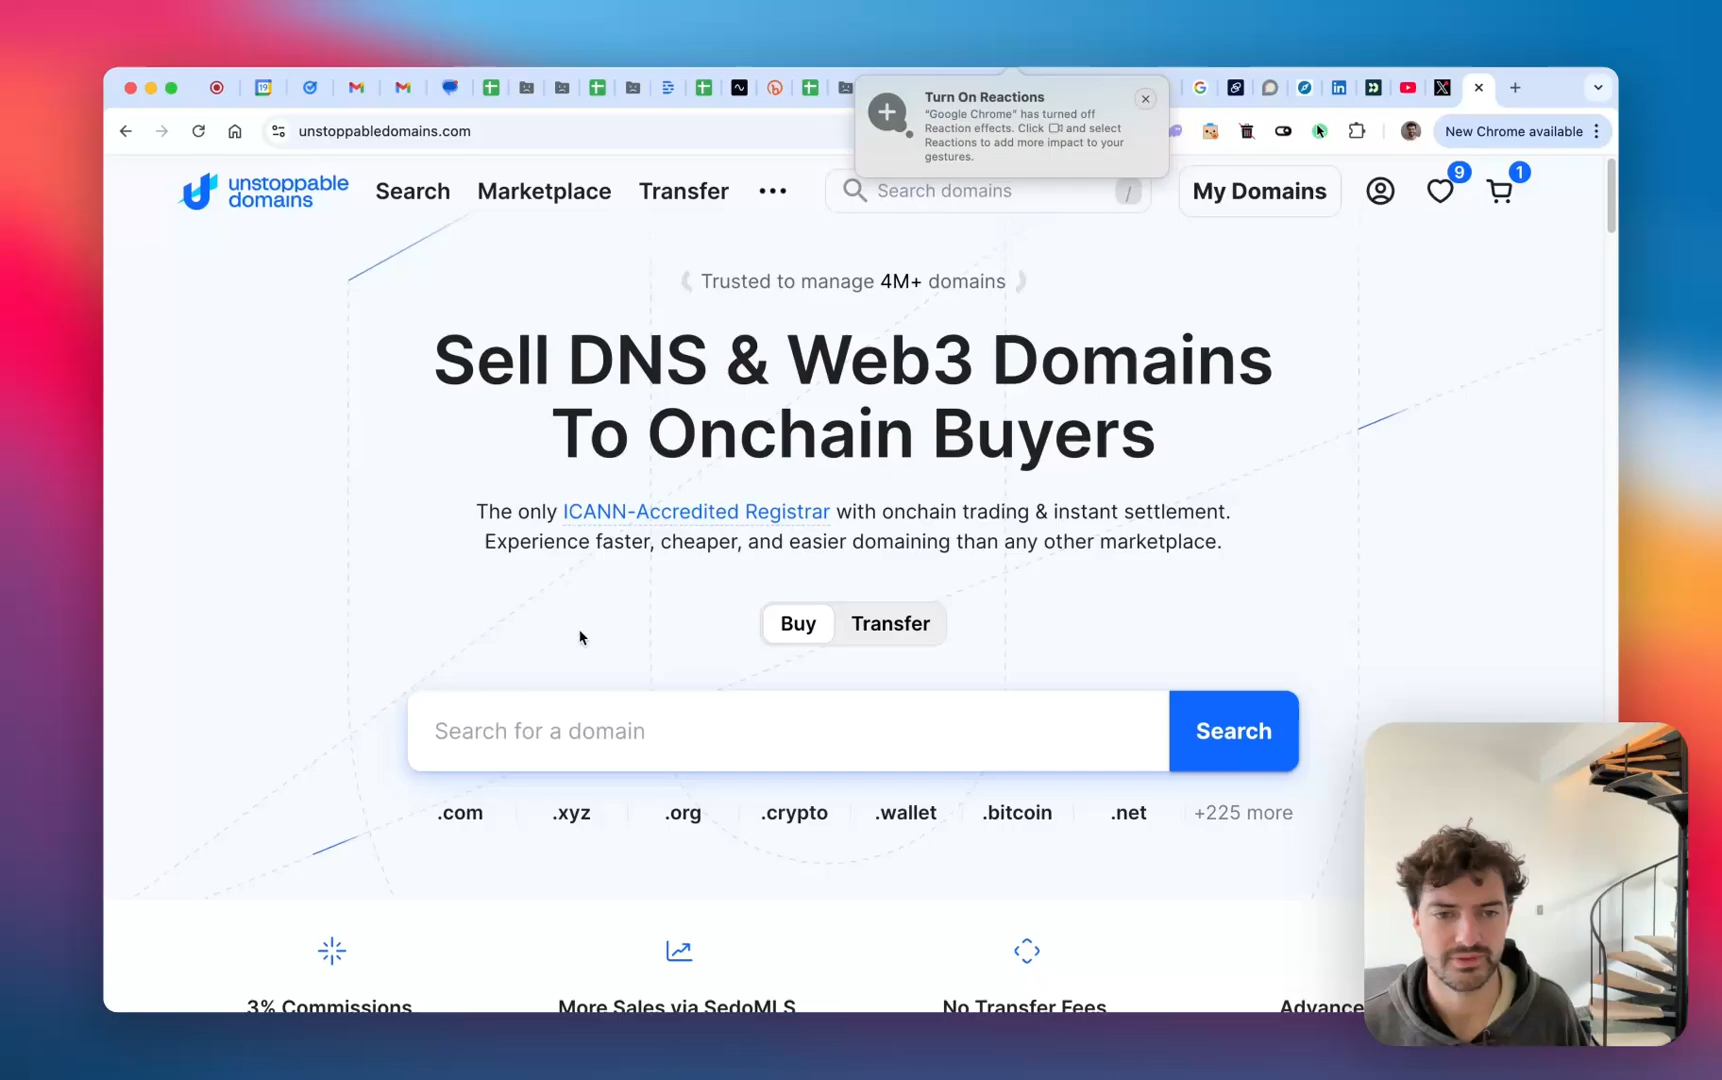 19
Turn On Reactions
"Google Chrome" has turned off
Reaction effects. Click and select
Reactions to add more impact to your
gestures.
unstoppabledomains.com
New Chrome available
unstoppable
domains
Search
Marketplace
Transfer
Search domains
/
My Domains
9
1
Trusted to manage 4M+ domains
Sell DNS & Web3 Domains
To Onchain Buyers
The only ICANN-Accredited Registrar with onchain trading & instant settlement.
Experience faster, cheaper, and easier domaining than any other marketplace.
Buy
Transfer
Search for a domain
Search
.com
.xyz
.org
.crypto
.wallet
.bitcoin
.net
+225 more
3% Commissions
More Sales via SedoMLS
No Transfer Fees
Advance